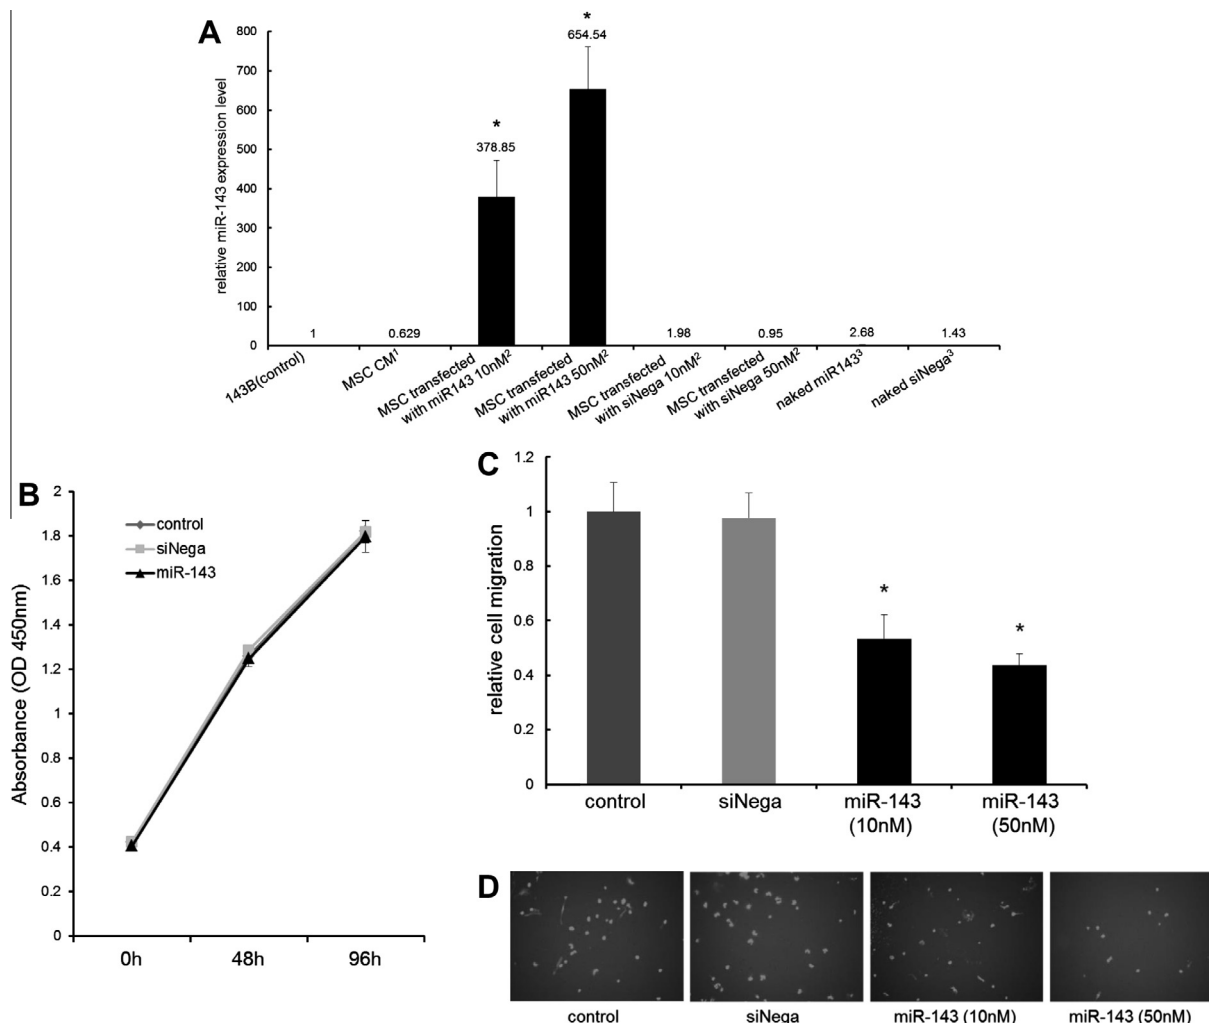 A
relative miR-143 expression level
800
700
600
500
400
300
200
100
0
1
0.629
378.85
*
654.54
*
1.98
0.95
2.68
1.43
143B(control)
MSC CM1
MSC transfected
with miR143 10nM2
MSC transfected
with miR143 50nM2
MSC transfected
with siNega 10nM2
MSC transfected
with siNega 50nM2
naked miR1433
naked siNega3
B
Absorbance (OD 450nm)
2
1.8
1.6
1.4
1.2
1
0.8
0.6
0.4
0.2
0
control
siNega
miR-143
0h
48h
96h
C
relative cell migration
1.2
1
0.8
0.6
0.4
0.2
0
*
*
control
siNega
miR-143
(10nM)
miR-143
(50nM)
D
control
siNega
miR-143 (10nM)
miR-143 (50nM)